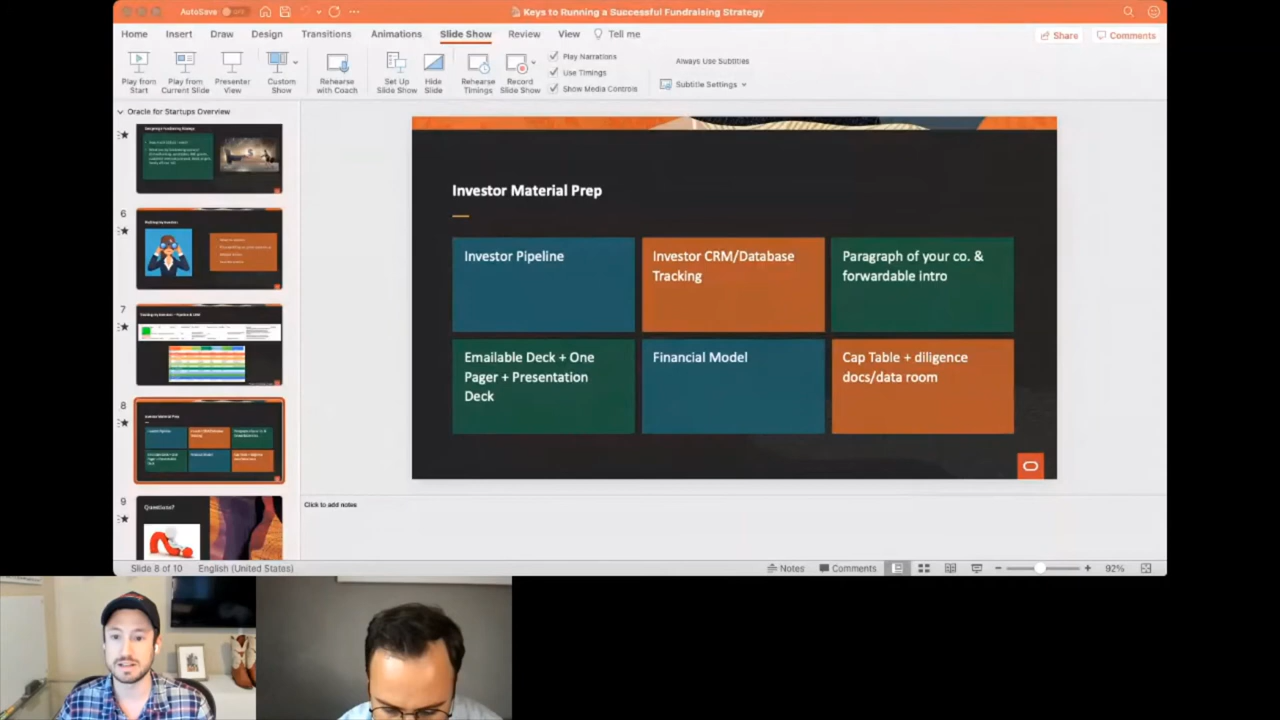 AutoSave
Keys to Running a Successful Fundraising Strategy
Home Insert Draw Design Transitions Animations Slide Show Review View Tell me
Share Comments
Play from Start
Play from Current Slide
Presenter View
Custom Show
Rehearse with Coach
Set Up Slide Show
Hide Slide
Rehearse Timings
Record Slide Show
Play Narrations
Use Timings
Show Media Controls
Always Use Subtitles
Subtitle Settings
Oracle for Startups Overview
6
7
8
Investor Material Prep
9
Questions?
Investor Material Prep
Investor Pipeline
Investor CRM/Database
Tracking
Paragraph of your co. &
forwardable intro
Emailable Deck + One
Pager + Presentation
Deck
Financial Model
Cap Table + diligence
docs/data room
Click to add notes
Slide 8 of 10 English (United States)
Notes Comments 92%